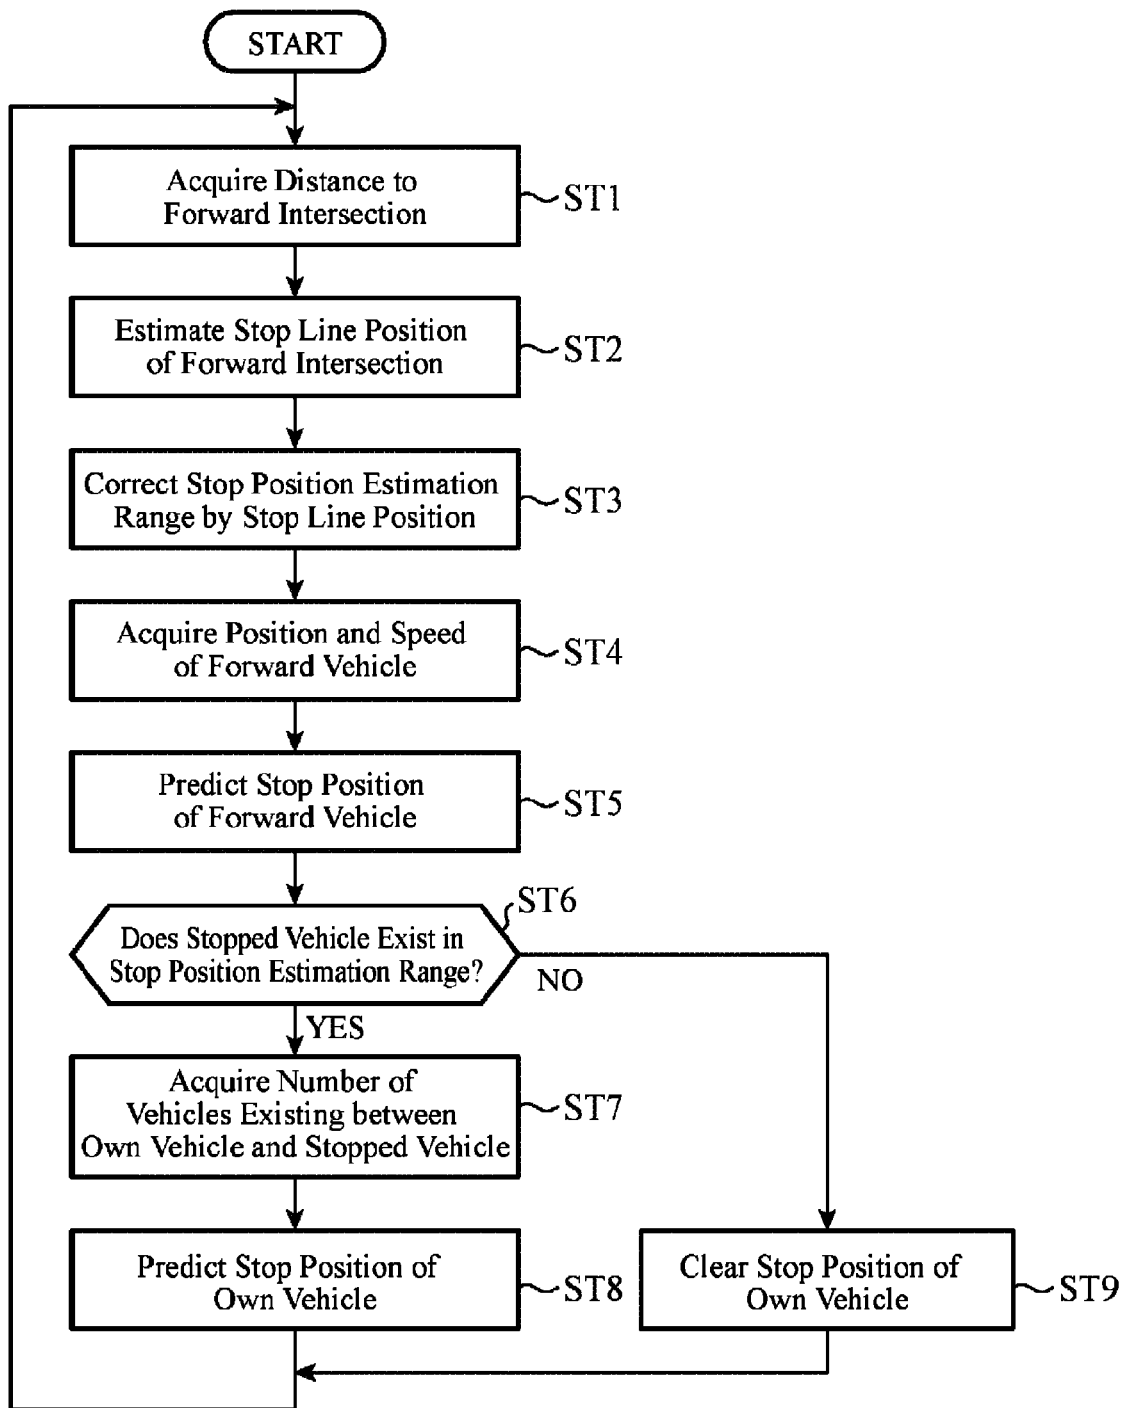 START
Acquire Distance to
Forward Intersection
ST1
Estimate Stop Line Position
of Forward Intersection
ST2
Correct Stop Position Estimation
Range by Stop Line Position
ST3
Acquire Position and Speed
of Forward Vehicle
ST4
Predict Stop Position
of Forward Vehicle
ST5
ST6
Does Stopped Vehicle Exist in
Stop Position Estimation Range?
NO
YES
Acquire Number of
Vehicles Existing between
Own Vehicle and Stopped Vehicle
ST7
Predict Stop Position of
Own Vehicle
ST8
Clear Stop Position of
Own Vehicle
ST9